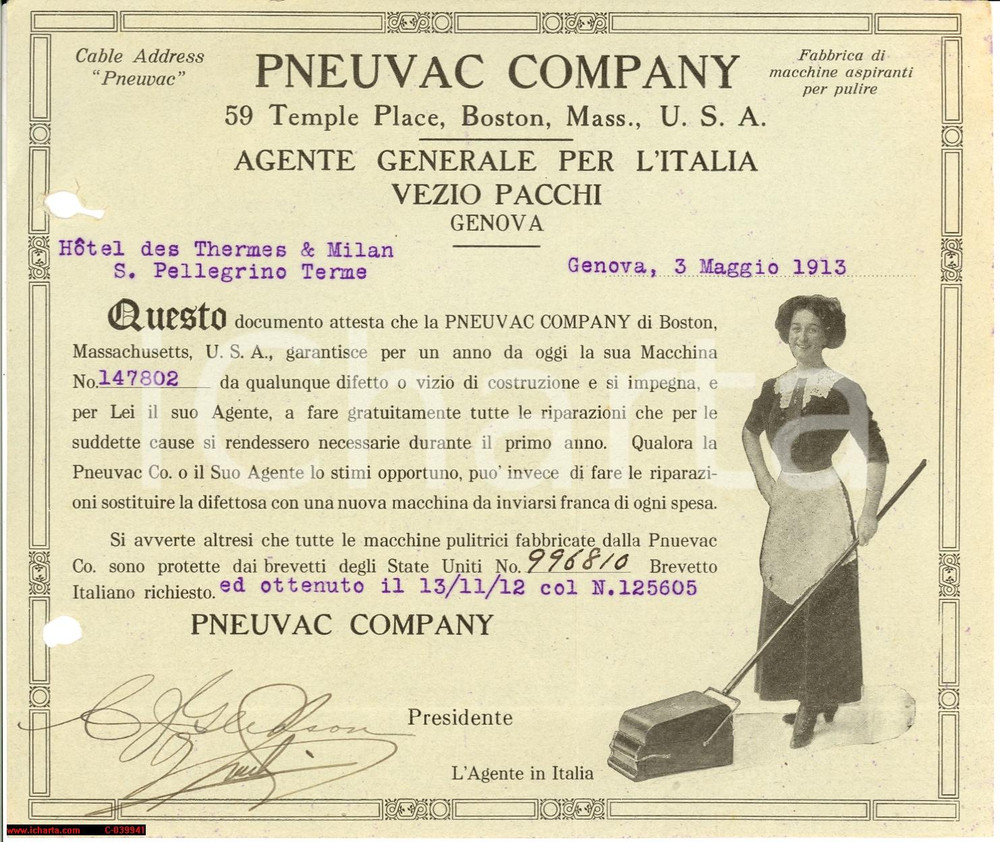 Cable Address
"Pneuvac"
PNEUVAC COMPANY
Fabbrica di
macchine aspiranti
per pulire
59 Temple Place, Boston, Mass., U. S. A.
AGENTE GENERALE PER L'ITALIA
VEZIO PACCHI
GENOVA
Hôtel des Thermes & Milan
S. Pellegrino Terme
Genova, 3 Maggio 1913
Questo documento attesta che la PNEUVAC COMPANY di Boston,
Massachusetts, U. S. A., garantisce per un anno da oggi la sua Macchina
No. 147802 da qualunque difetto o vizio di costruzione e si impegna, e
per Lei il suo Agente, a fare gratuitamente tutte le riparazioni che per le
suddette cause si rendessero necessarie durante il primo anno. Qualora la
Pneuvac Co. o il Suo Agente lo stimi opportuno, puo' invece di fare le riparazi-
oni sostituire la difettosa con una nuova macchina da inviarsi franca di ogni spesa.
Si avverte altresi che tutte le macchine pulitrici fabbricate dalla Pnuevac
Co. sono protette dai brevetti degli State Uniti No. 996810 Brevetto
Italiano richiesto. ed ottenuto il 13/11/12 col N.125605
PNEUVAC COMPANY
Presidente
L'Agente in Italia
iCharta
www.icharta.com C-039941